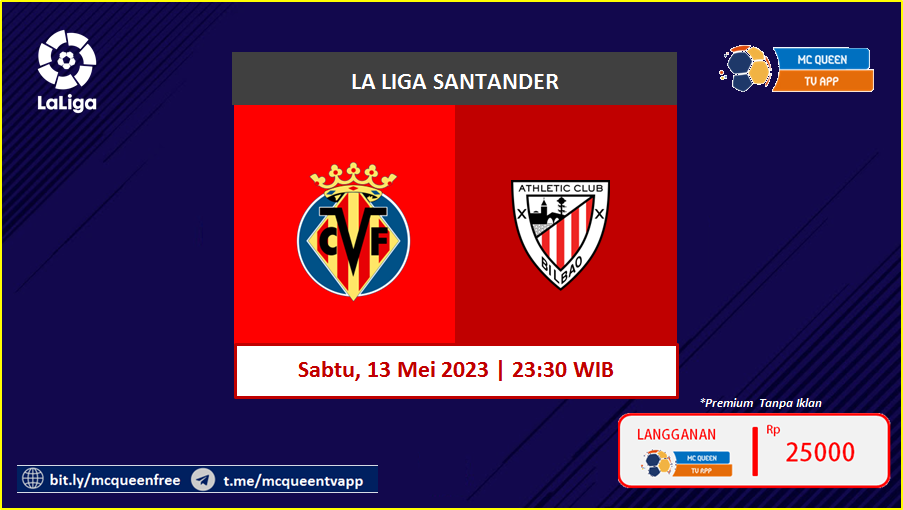 LaLiga
LA LIGA SANTANDER
MC QUEEN
TV APP
CVF
ATHLETIC CLUB
BILBAO
Sabtu, 13 Mei 2023 | 23:30 WIB
*Premium Tanpa Iklan
LANGGANAN
MC QUEEN
TV APP
Rp
25000
bit.ly/mcqueenfree
t.me/mcqueentvapp